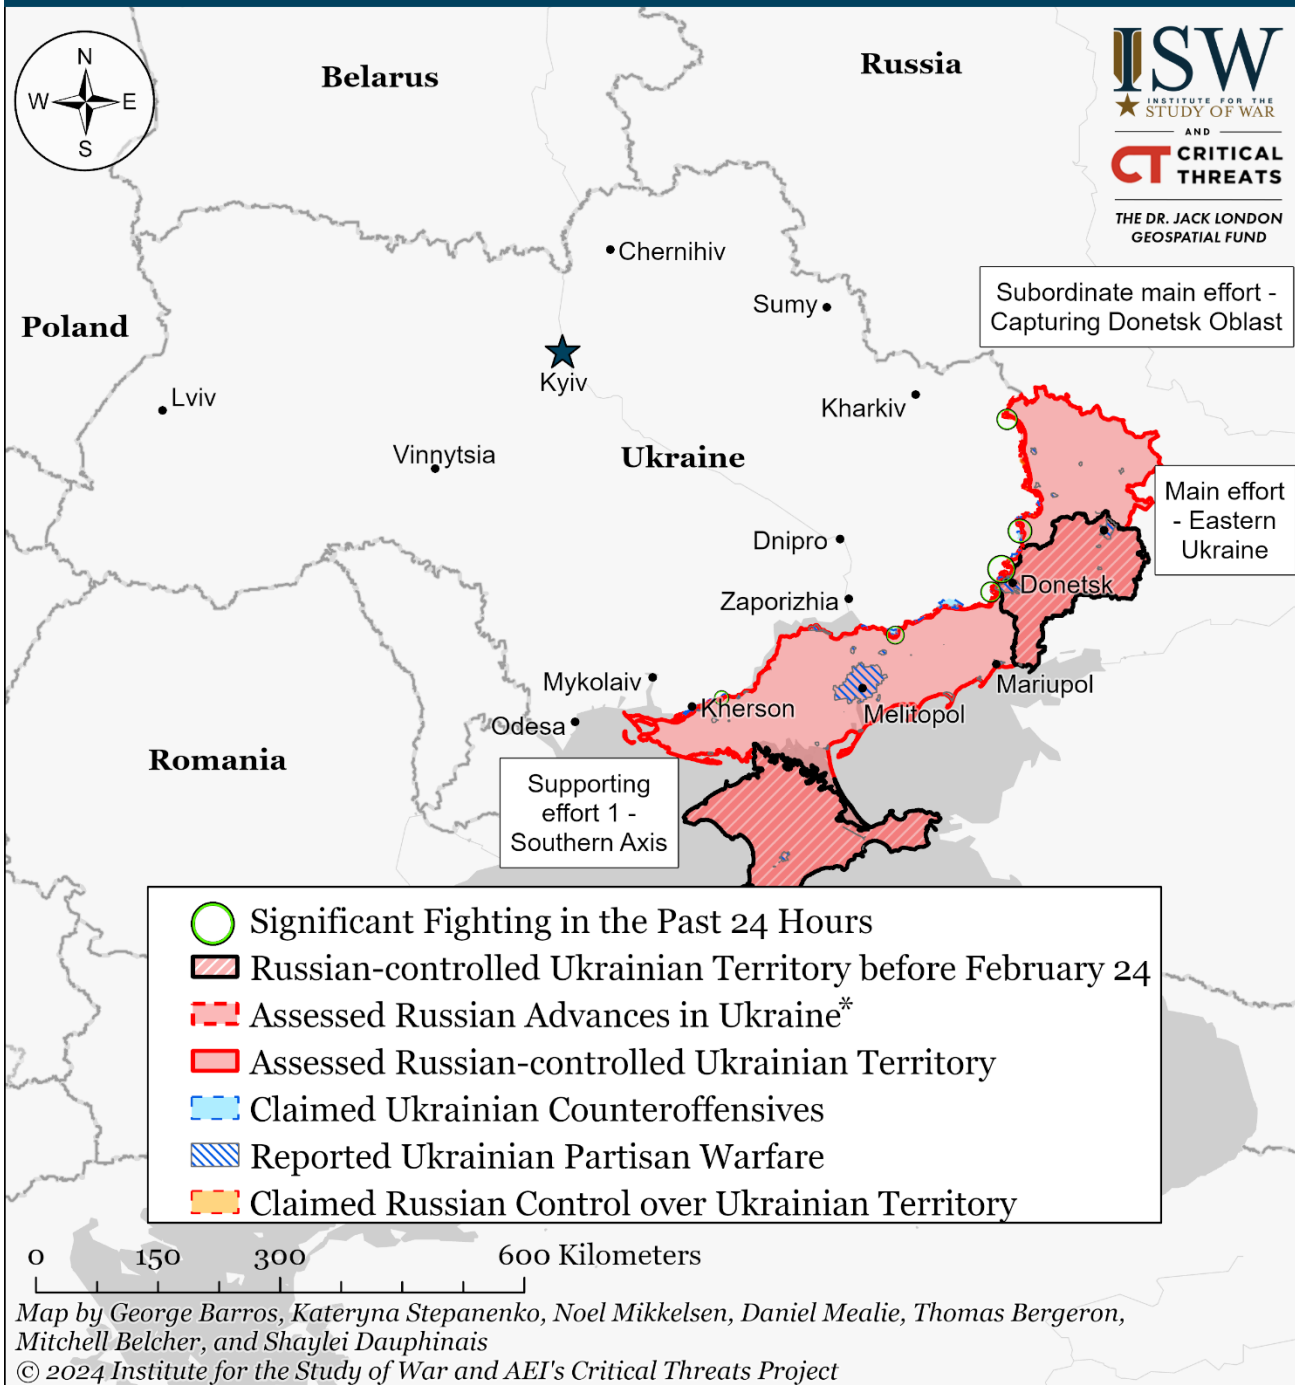 N
W
E
S
Belarus
Russia
ISW
INSTITUTE FOR THE
STUDY OF WAR
AND
CT CRITICAL
THREATS
THE DR. JACK LONDON
GEOSPATIAL FUND
Chernihiv
Subordinate main effort -
Capturing Donetsk Oblast
Sumy
Poland
Kyiv
Lviv
Kharkiv
Vinnytsia
Ukraine
Main effort
- Eastern
Ukraine
Dnipro
Donetsk
Zaporizhia
Mykolaiv
Mariupol
Kherson
Melitopol
Odesa
Romania
Supporting
effort 1 -
Southern Axis
Significant Fighting in the Past 24 Hours
Russian-controlled Ukrainian Territory before February 24
Assessed Russian Advances in Ukraine*
Assessed Russian-controlled Ukrainian Territory
Claimed Ukrainian Counteroffensives
Reported Ukrainian Partisan Warfare
Claimed Russian Control over Ukrainian Territory
0 150 300 600 Kilometers
Map by George Barros, Kateryna Stepanenko, Noel Mikkelsen, Daniel Mealie, Thomas Bergeron,
Mitchell Belcher, and Shaylei Dauphinais
© 2024 Institute for the Study of War and AEI's Critical Threats Project